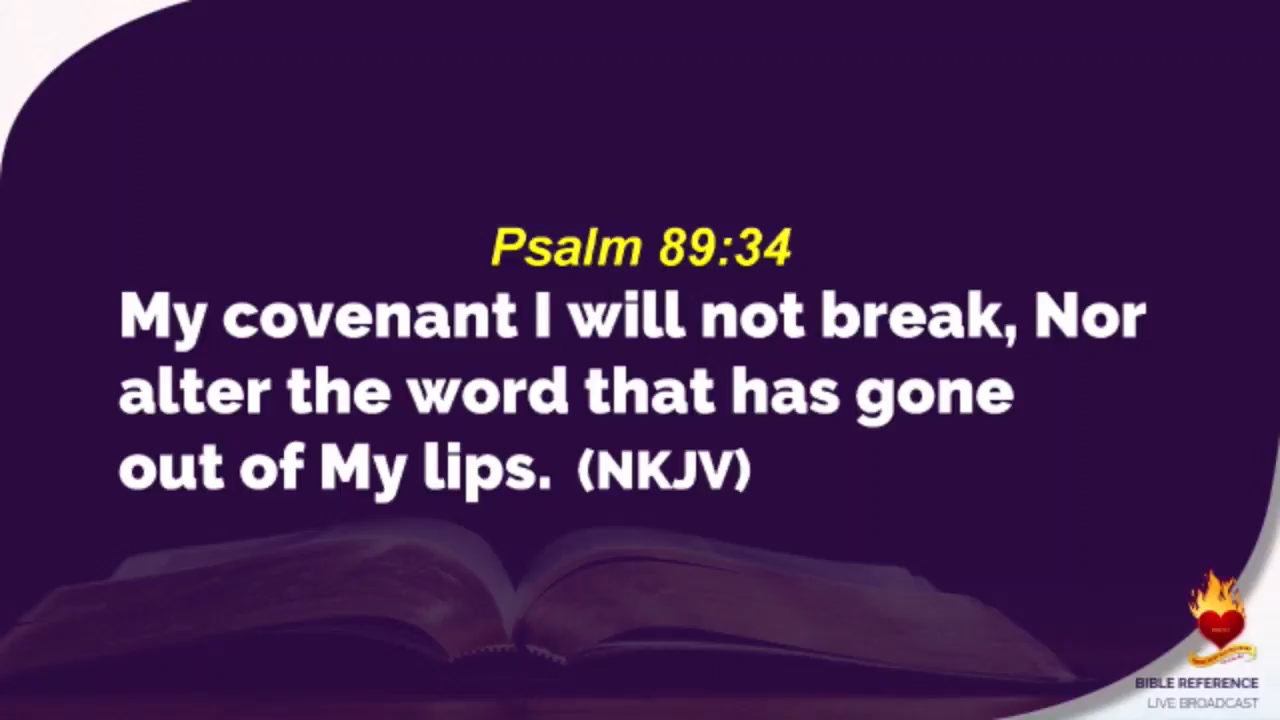 Psalm 89:34
My covenant I will not break, Nor
alter the word that has gone
out of My lips. (NKJV)
BIBLE REFERENCE
LIVE BROADCAST